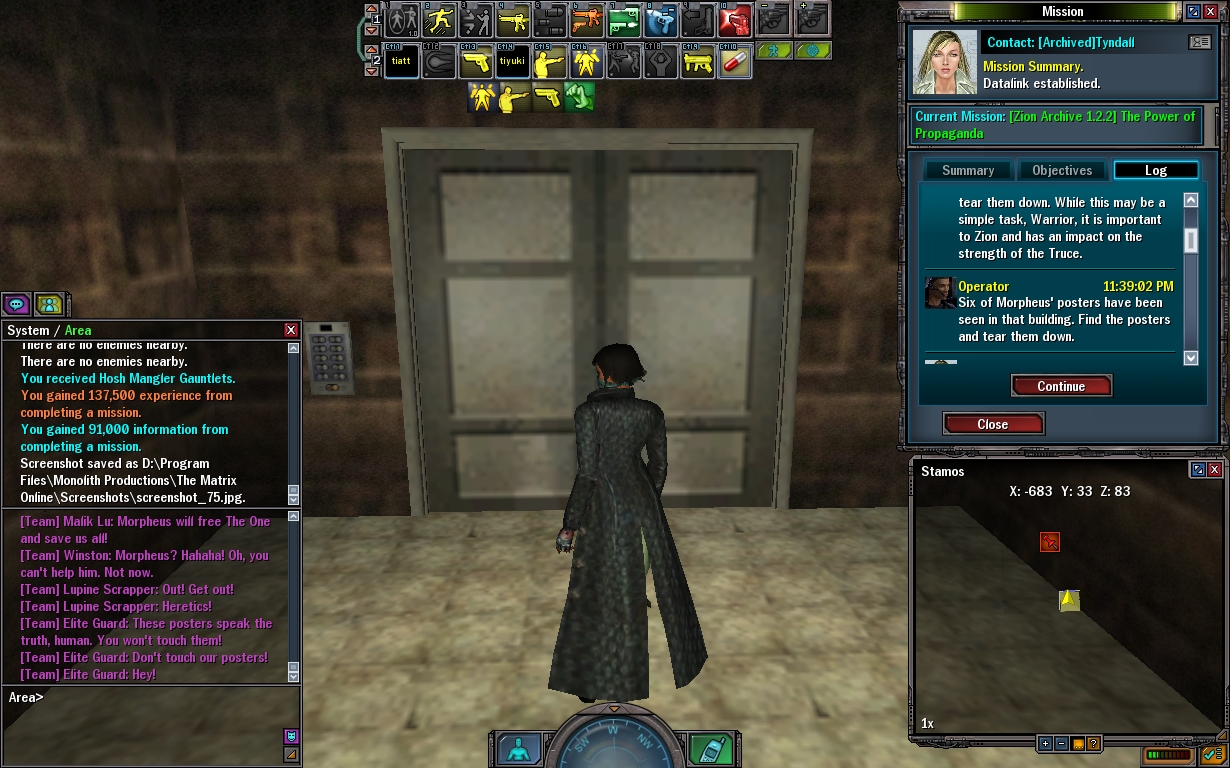 Mission
Contact: [Archived]Tyndall
Mission Summary.
Datalink established.
Current Mission: [Zion Archive 1.2.2] The Power of
Propaganda
Summary
Objectives
Log
tear them down. While this may be a
simple task, Warrior, it is important
to Zion and has an impact on the
strength of the Truce.
Operator
11:39:02 PM
Six of Morpheus' posters have been
seen in that building. Find the posters
and tear them down.
Continue
Close
1
2
1.0
tiatt
tiyuki
System / Area
There are no enemies nearby.
There are no enemies nearby.
You received Hosh Mangler Gauntlets.
You gained 137,500 experience from
completing a mission.
You gained 91,000 information from
completing a mission.
Screenshot saved as D:\Program
Files\Monolith Productions\The Matrix
Online\Screenshots\screenshot_75.jpg.
[Team] Malik Lu: Morpheus will free The One
and save us all!
[Team] Winston: Morpheus? Hahaha! Oh, you
can't help him. Not now.
[Team] Lupine Scrapper: Out! Get out!
[Team] Lupine Scrapper: Heretics!
[Team] Elite Guard: These posters speak the
truth, human. You won't touch them!
[Team] Elite Guard: Don't touch our posters!
[Team] Elite Guard: Hey!
Area>
SW
W
NW
Stamos
X: -683 Y: 33 Z: 83
1x